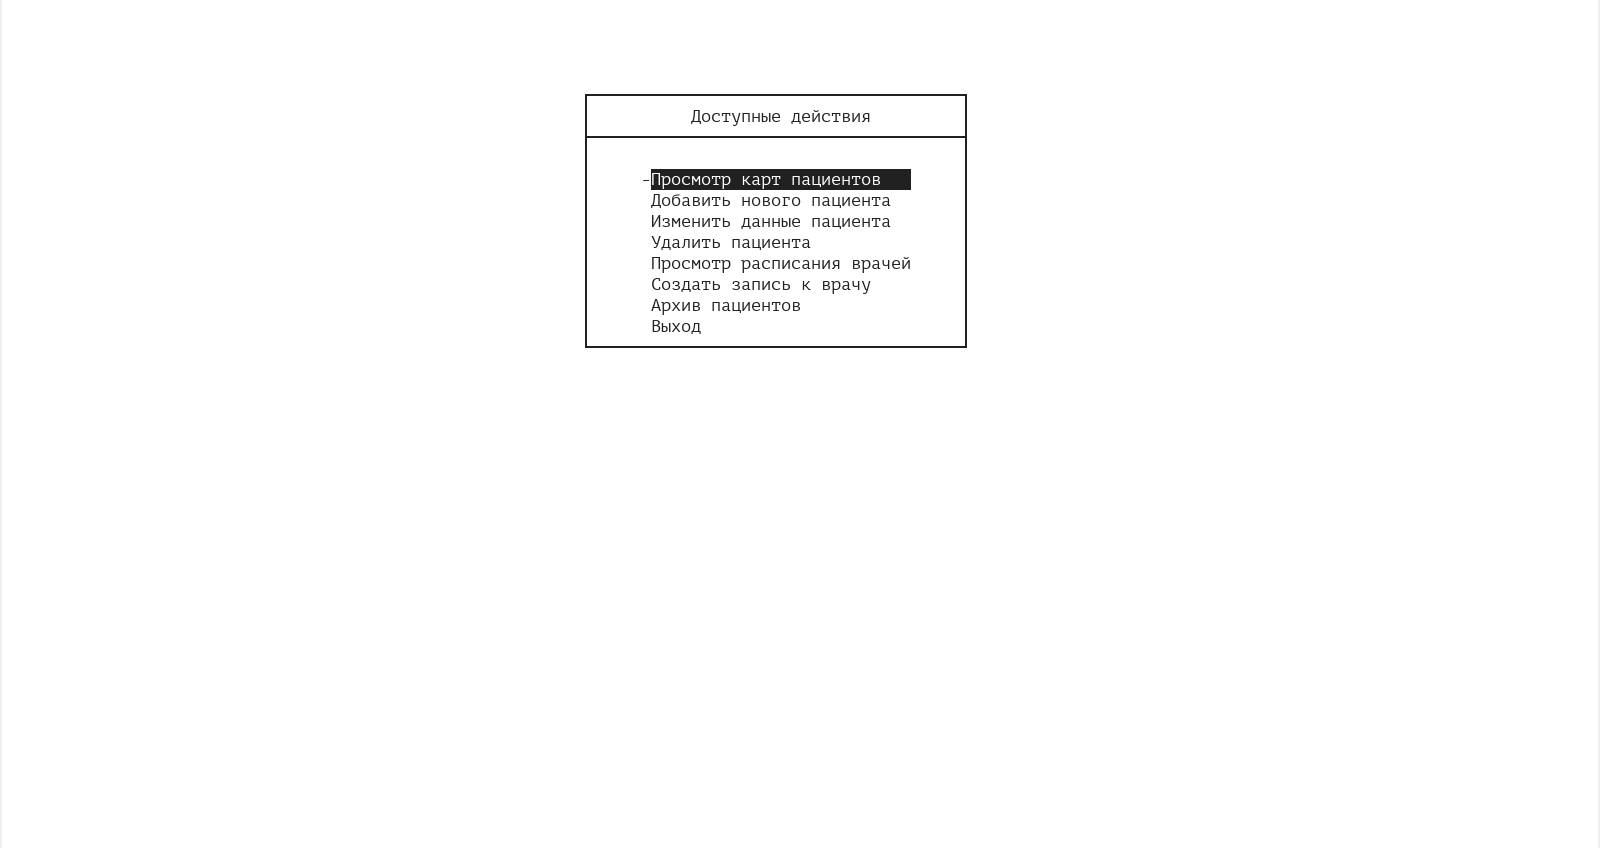 Доступные действия
-Просмотр карт пациентов
Добавить нового пациента
Изменить данные пациента
Удалить пациента
Просмотр расписания врачей
Создать запись к врачу
Архив пациентов
Выход